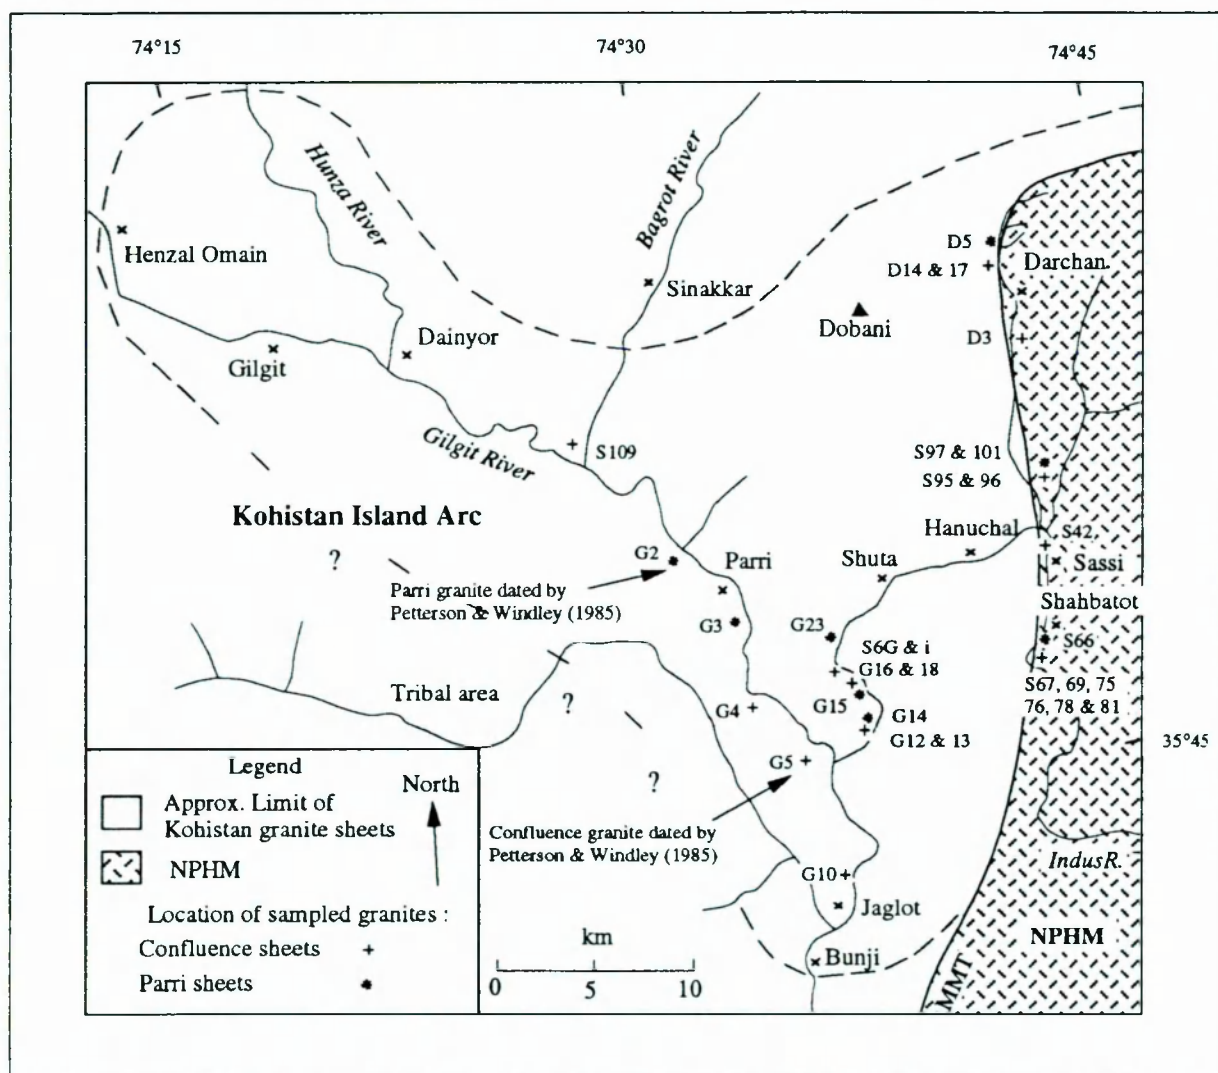 74°15
74°30
74°45
Hunza River
Bagrot River
Henzal Omain
D5
D14 & 17
Darchan
Sinakkar
Dobani
Dainyor
D3
Gilgit
Gilgit River
S109
S97 & 101
S95 & 96
Kohistan Island Arc
Hanuchal
S42
?
G2
Parri
Shuta
Sassi
Parri granite dated by
Petterson & Windley (1985)
Shahbatot
G3
G23
S66
S6G & i
G16 & 18
S67, 69, 75
76, 78 & 81
Tribal area
?
G4
G15
G14
G12 & 13
35°45
G5
?
Legend
North
Approx. Limit of
Kohistan granite sheets
NPHM
Confluence granite dated by
Petterson & Windley (1985)
Indus R.
G10
Jaglot
Location of sampled granites :
Confluence sheets +
Parri sheets
km
0 5 10
Bunji
NPHM
MMT